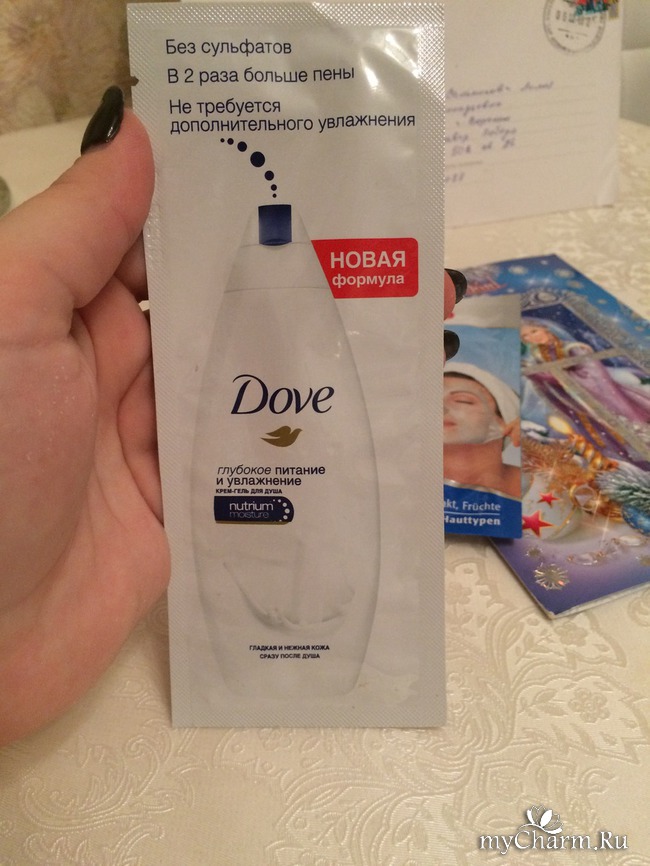 Без сульфатов
В 2 раза больше пены
Не требуется
дополнительного увлажнения
НОВАЯ
формула
Dove
глубокое питание
и увлажнение
КРЕМ-ГЕЛЬ ДЛЯ ДУША
nutrium
moisture
ГЛАДКАЯ И НЕЖНАЯ КОЖА
СРАЗУ ПОСЛЕ ДУША
kt, Früchte
Hauttypen
myCharm.Ru